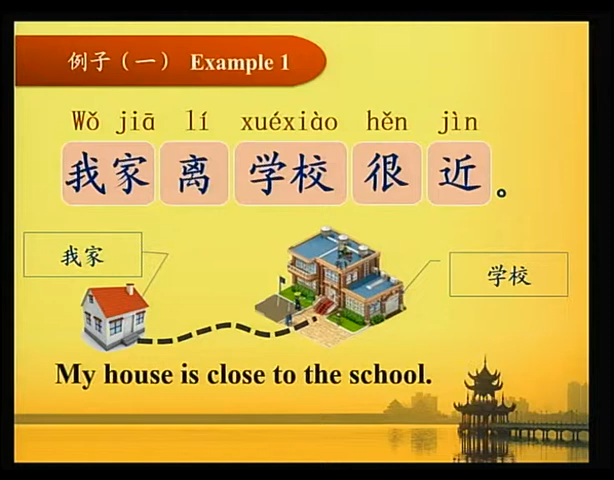 例子（一） Example 1
Wǒ jiā lí xuéxiào hěn jìn
我家 离 学校 很 近。
我家
学校
My house is close to the school.